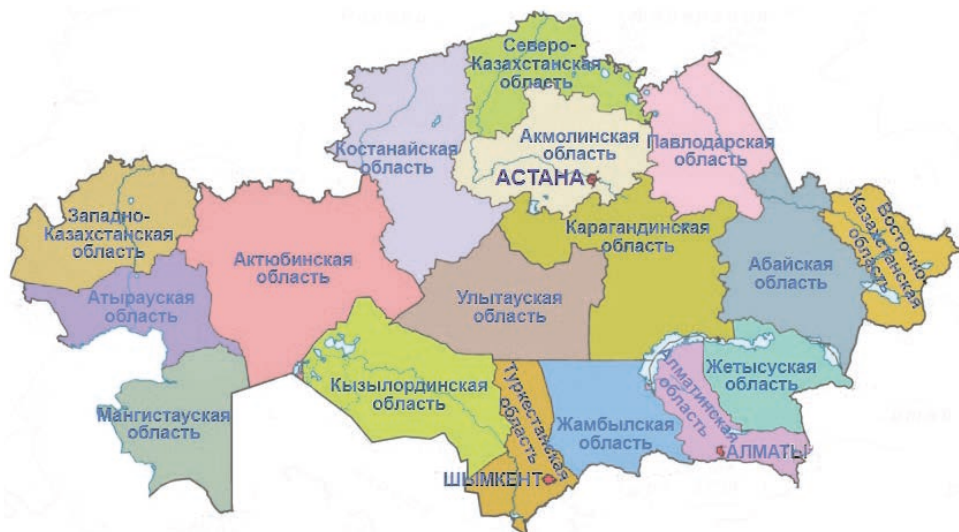 Северо-
Казахстанская
область
Костанайская
область
Акмолинская
область
АСТАНА
Павлодарская
область
Западно-
Казахстанская
область
Актюбинская
область
Атырауская
область
Мангистауская
область
Карагандинская
область
Улытауская
область
Абайская
область
Восточно-
Казахстанская
область
Кызылординская
область
Туркестанская
область
ШЫМКЕНТ
Жамбылская
область
Алматинская
область
АЛМАТЫ
Жетысуская
область